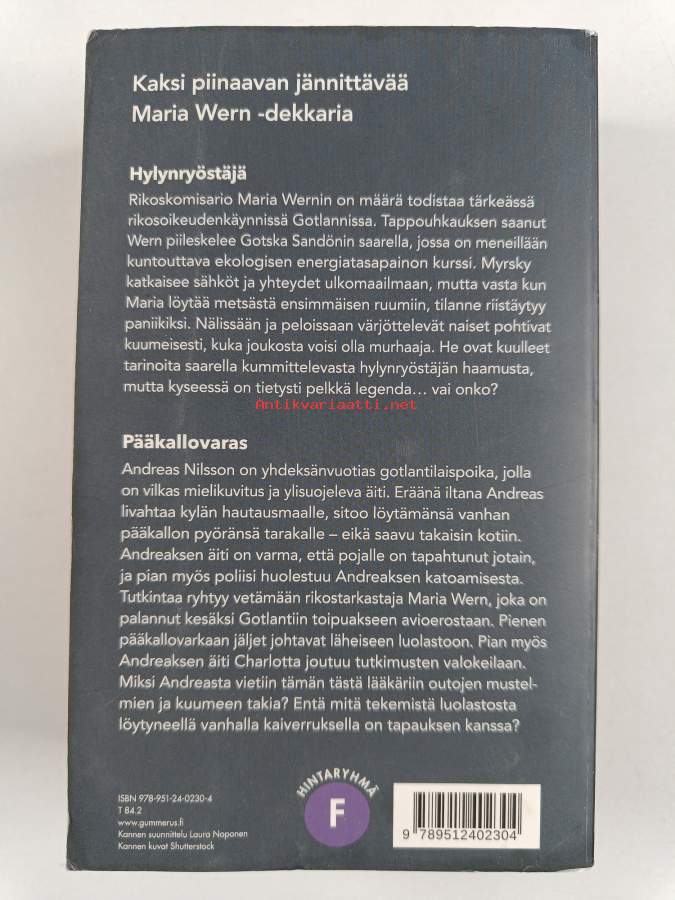 Kaksi piinaavan jännittävää
Maria Wern -dekkaria
Hylynryöstäjä
Rikoskomisario Maria Wernin on määrä todistaa tärkeässä
rikosoikeudenkäynnissä Gotlannissa. Tappouhkauksen saanut
Wern piileskelee Gotska Sandönin saarella, jossa on meneillään
kuntouttava ekologisen energiatasapainon kurssi. Myrsky
katkaisee sähköt ja yhteydet ulkomaailmaan, mutta vasta kun
Maria löytää metsästä ensimmäisen ruumiin, tilanne riistäytyy
paniikiksi. Nälissään ja peloissaan värjöttelevät naiset pohtivat
kuumeisesti, kuka joukosta voisi olla murhaaja. He ovat kuulleet
tarinoita saarella kummittelevasta hylynryöstäjän haamusta,
mutta kyseessä on tietysti pelkkä legenda... vai onko?
Antikvariaatti.net
Pääkallovaras
Andreas Nilsson on yhdeksänvuotias gotlantilaispoika, jolla
on vilkas mielikuvitus ja ylisuojeleva äiti. Eräänä iltana Andreas
livahtaa kylän hautausmaalle, sitoo löytämänsä vanhan
pääkallon pyöränsä tarakalle – eikä saavu takaisin kotiin.
Andreaksen äiti on varma, että pojalle on tapahtunut jotain,
ja pian myös poliisi huolestuu Andreaksen katoamisesta.
Tutkintaa ryhtyy vetämään rikostarkastaja Maria Wern, joka on
palannut kesäksi Gotlantiin toipuakseen avioerostaan. Pienen
pääkallovarkaan jäljet johtavat läheiseen luolastoon. Pian myös
Andreaksen äiti Charlotta joutuu tutkimusten valokeilaan.
Miksi Andreasta vietiin tämän tästä lääkäriin outojen mustel-
mien ja kuumeen takia? Entä mitä tekemistä luolastosta
löytyneellä vanhalla kaiverruksella on tapauksen kanssa?
ISBN 978-951-24-0230-4
T 84.2
www.gummerus.fi
Kannen suunnittelu Laura Noponen
Kannen kuvat Shutterstock
HINTARYHMÄ
F
9 789512 402304